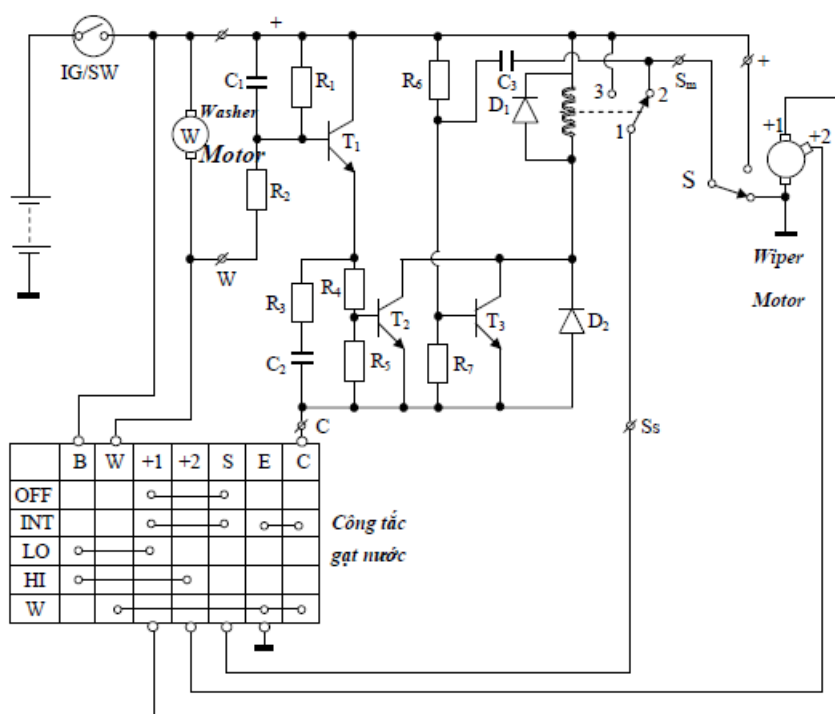 +
IG/SW
C1
R1
R6
C3
Sm
+
D1
3
2
1
+1
+2
Washer
W
Motor
T1
R2
S
W
Wiper
Motor
R3
R4
T2
T3
D2
C2
R5
R7
C
Ss
B W +1 +2 S E C
OFF
INT
LO
HI
W
Công tắc
gạt nước